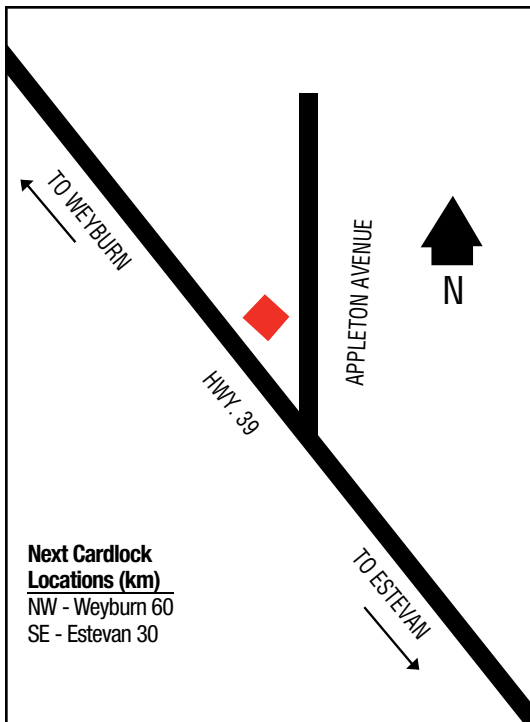 TO WEYBURN
APPLETON AVENUE
N
HWY. 39
TO ESTEVAN
Next Cardlock
Locations (km)
NW - Weyburn 60
SE - Estevan 30